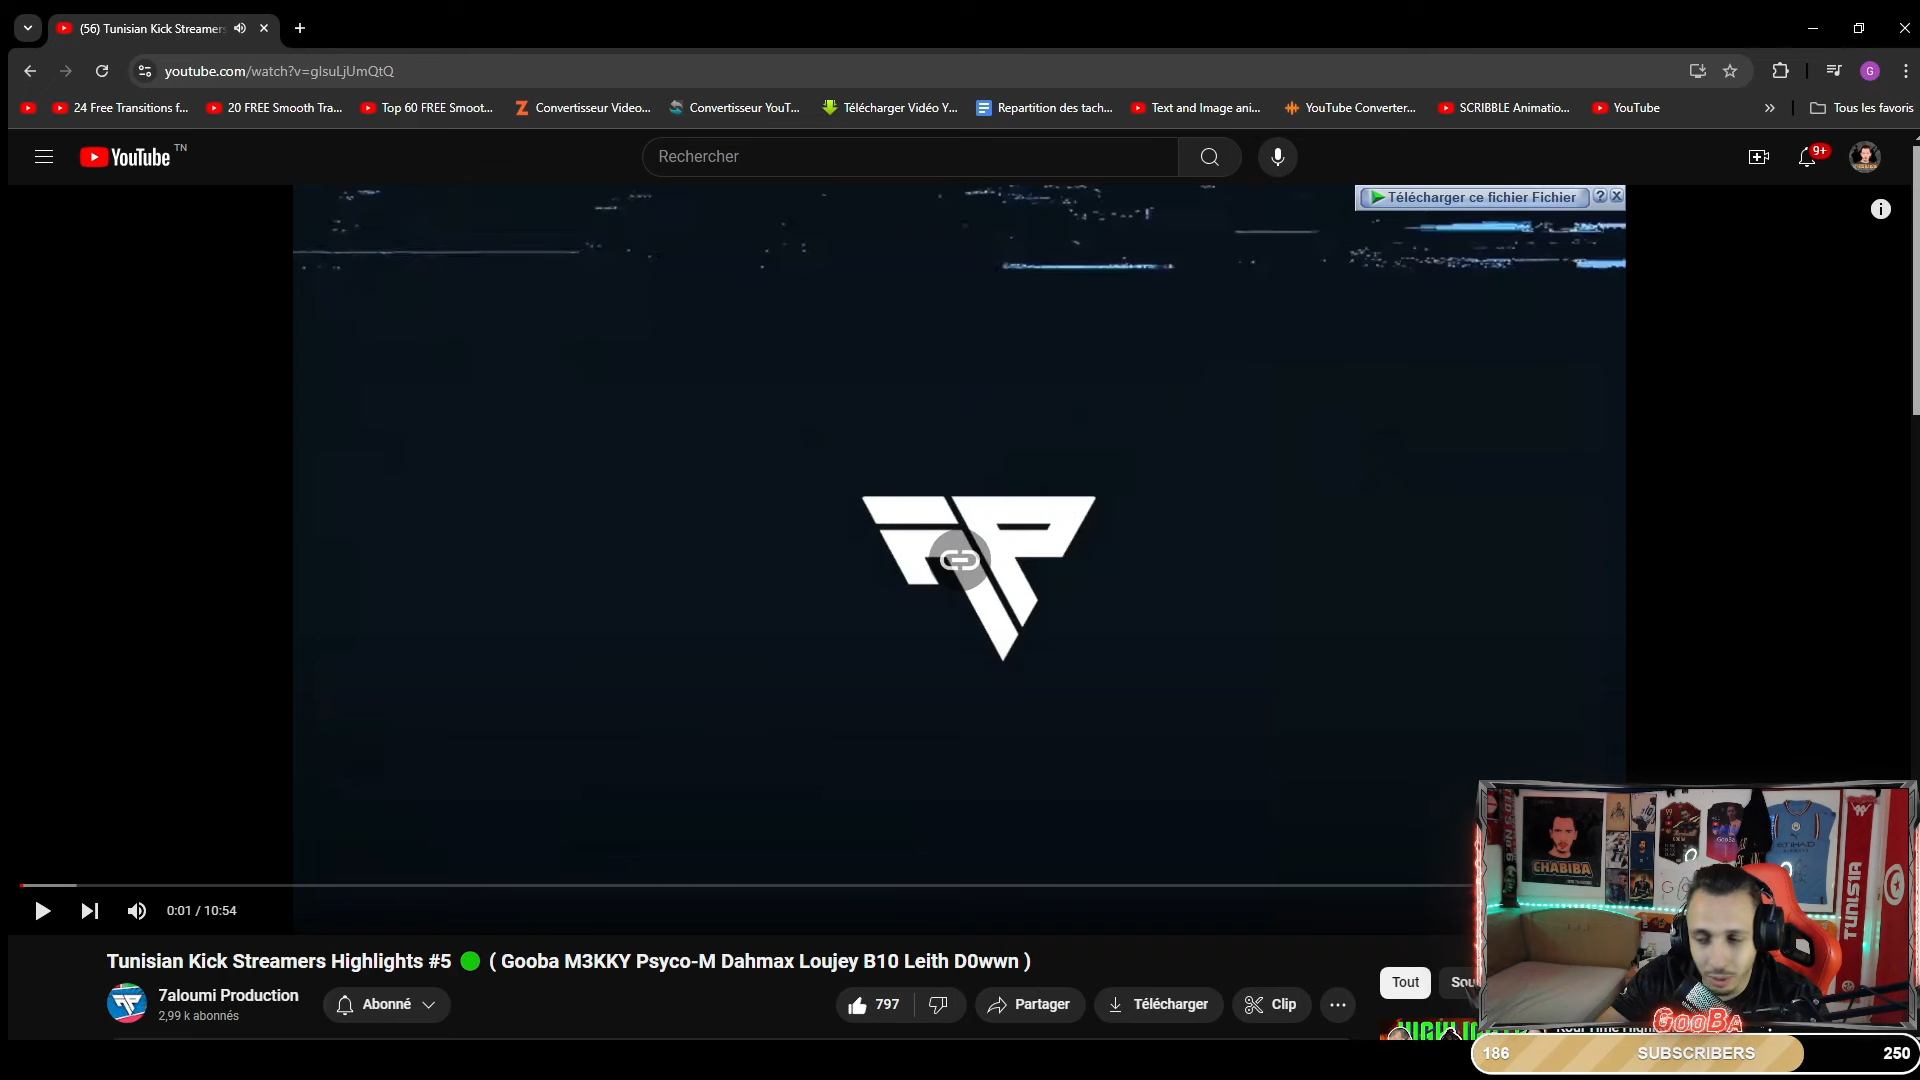 (56) Tunisian Kick Streamers
youtube.com/watch?v=gIsuLjUmQtQ
24 Free Transitions f...
20 FREE Smooth Tra...
Top 60 FREE Smoot...
Convertisseur Video...
Convertisseur YouT...
Télécharger Vidéo Y...
Repartition des tach...
Text and Image ani...
YouTube Converter...
SCRIBBLE Animatio...
YouTube
Tous les favoris
YouTube TN
Rechercher
9+
G
Télécharger ce fichier Fichier
0:01 / 10:54
Tunisian Kick Streamers Highlights #5 ( Gooba M3KKY Psyco-M Dahmax Loujey B10 Leith D0wwn )
7aloumi Production
2,99 k abonnés
Abonné
797
Partager
Télécharger
Clip
Tout
Sou
CHABIBA
ETIHAD
TUNISIA
GooBa
186
SUBSCRIBERS
250